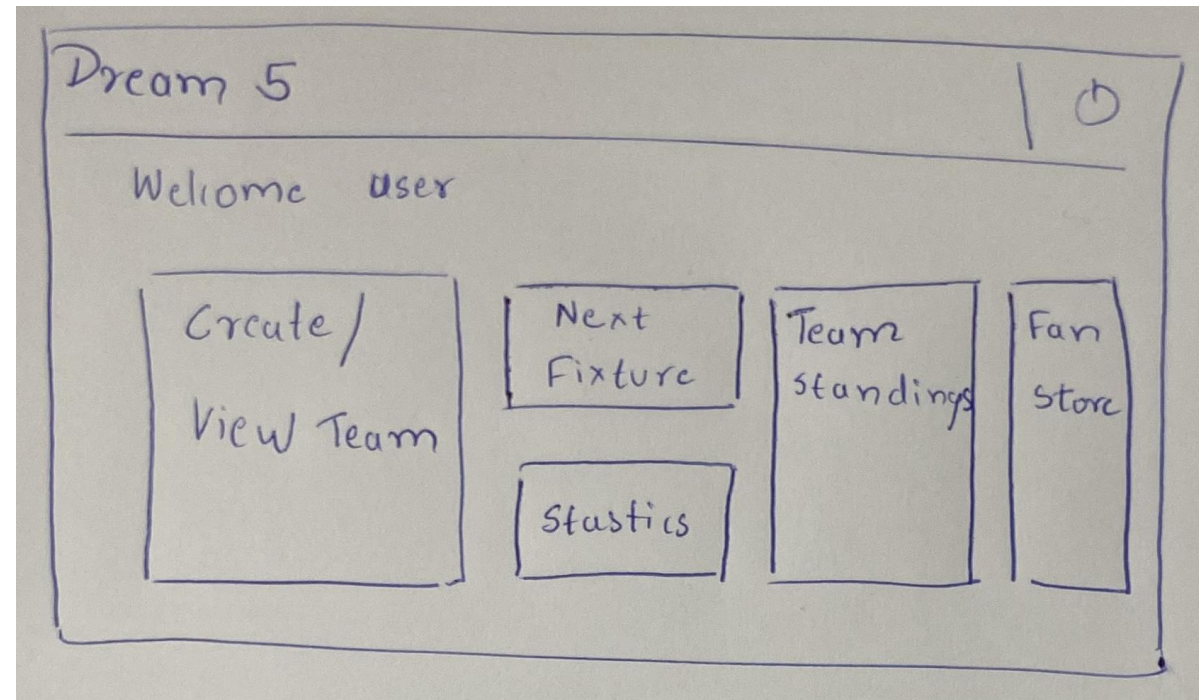 Dream 5
Welcome user
Create/
View Team
Next
Fixture
Stastics
Team
standings
Fan
store